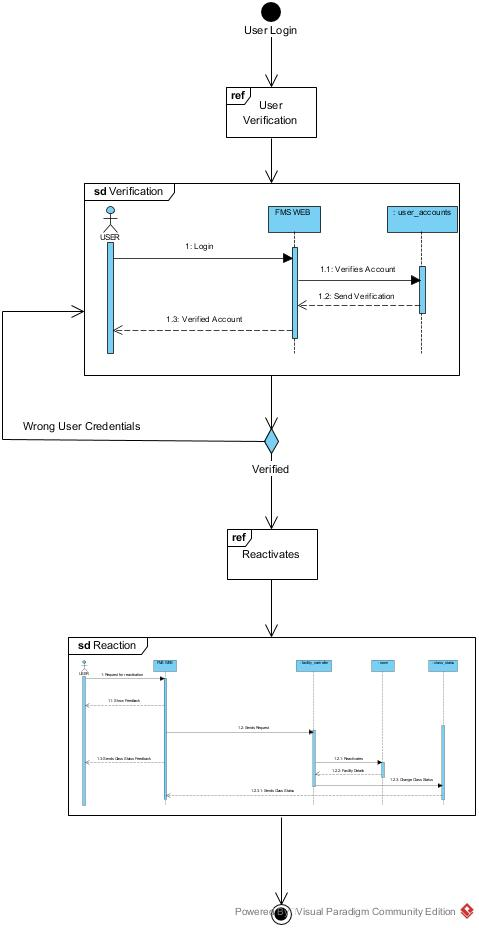 User Login
ref
User
Verification
sd Verification
USER
FMS WEB
: user_accounts
1: Login
1.1: Verifies Account
1.2: Send Verification
1.3: Verified Account
Wrong User Credentials
Verified
ref
Reactivates
sd Reaction
USER
FMS WEB
1: Request for reactivation
1.2: Sends Request
1.3: Sends Class Status Feedback
1.2.1: Reactivates
1.2.2: Facility Details
1.2.3: Change Class Status
1.2.3.1: Sends Class Status
Powered By Visual Paradigm Community Edition